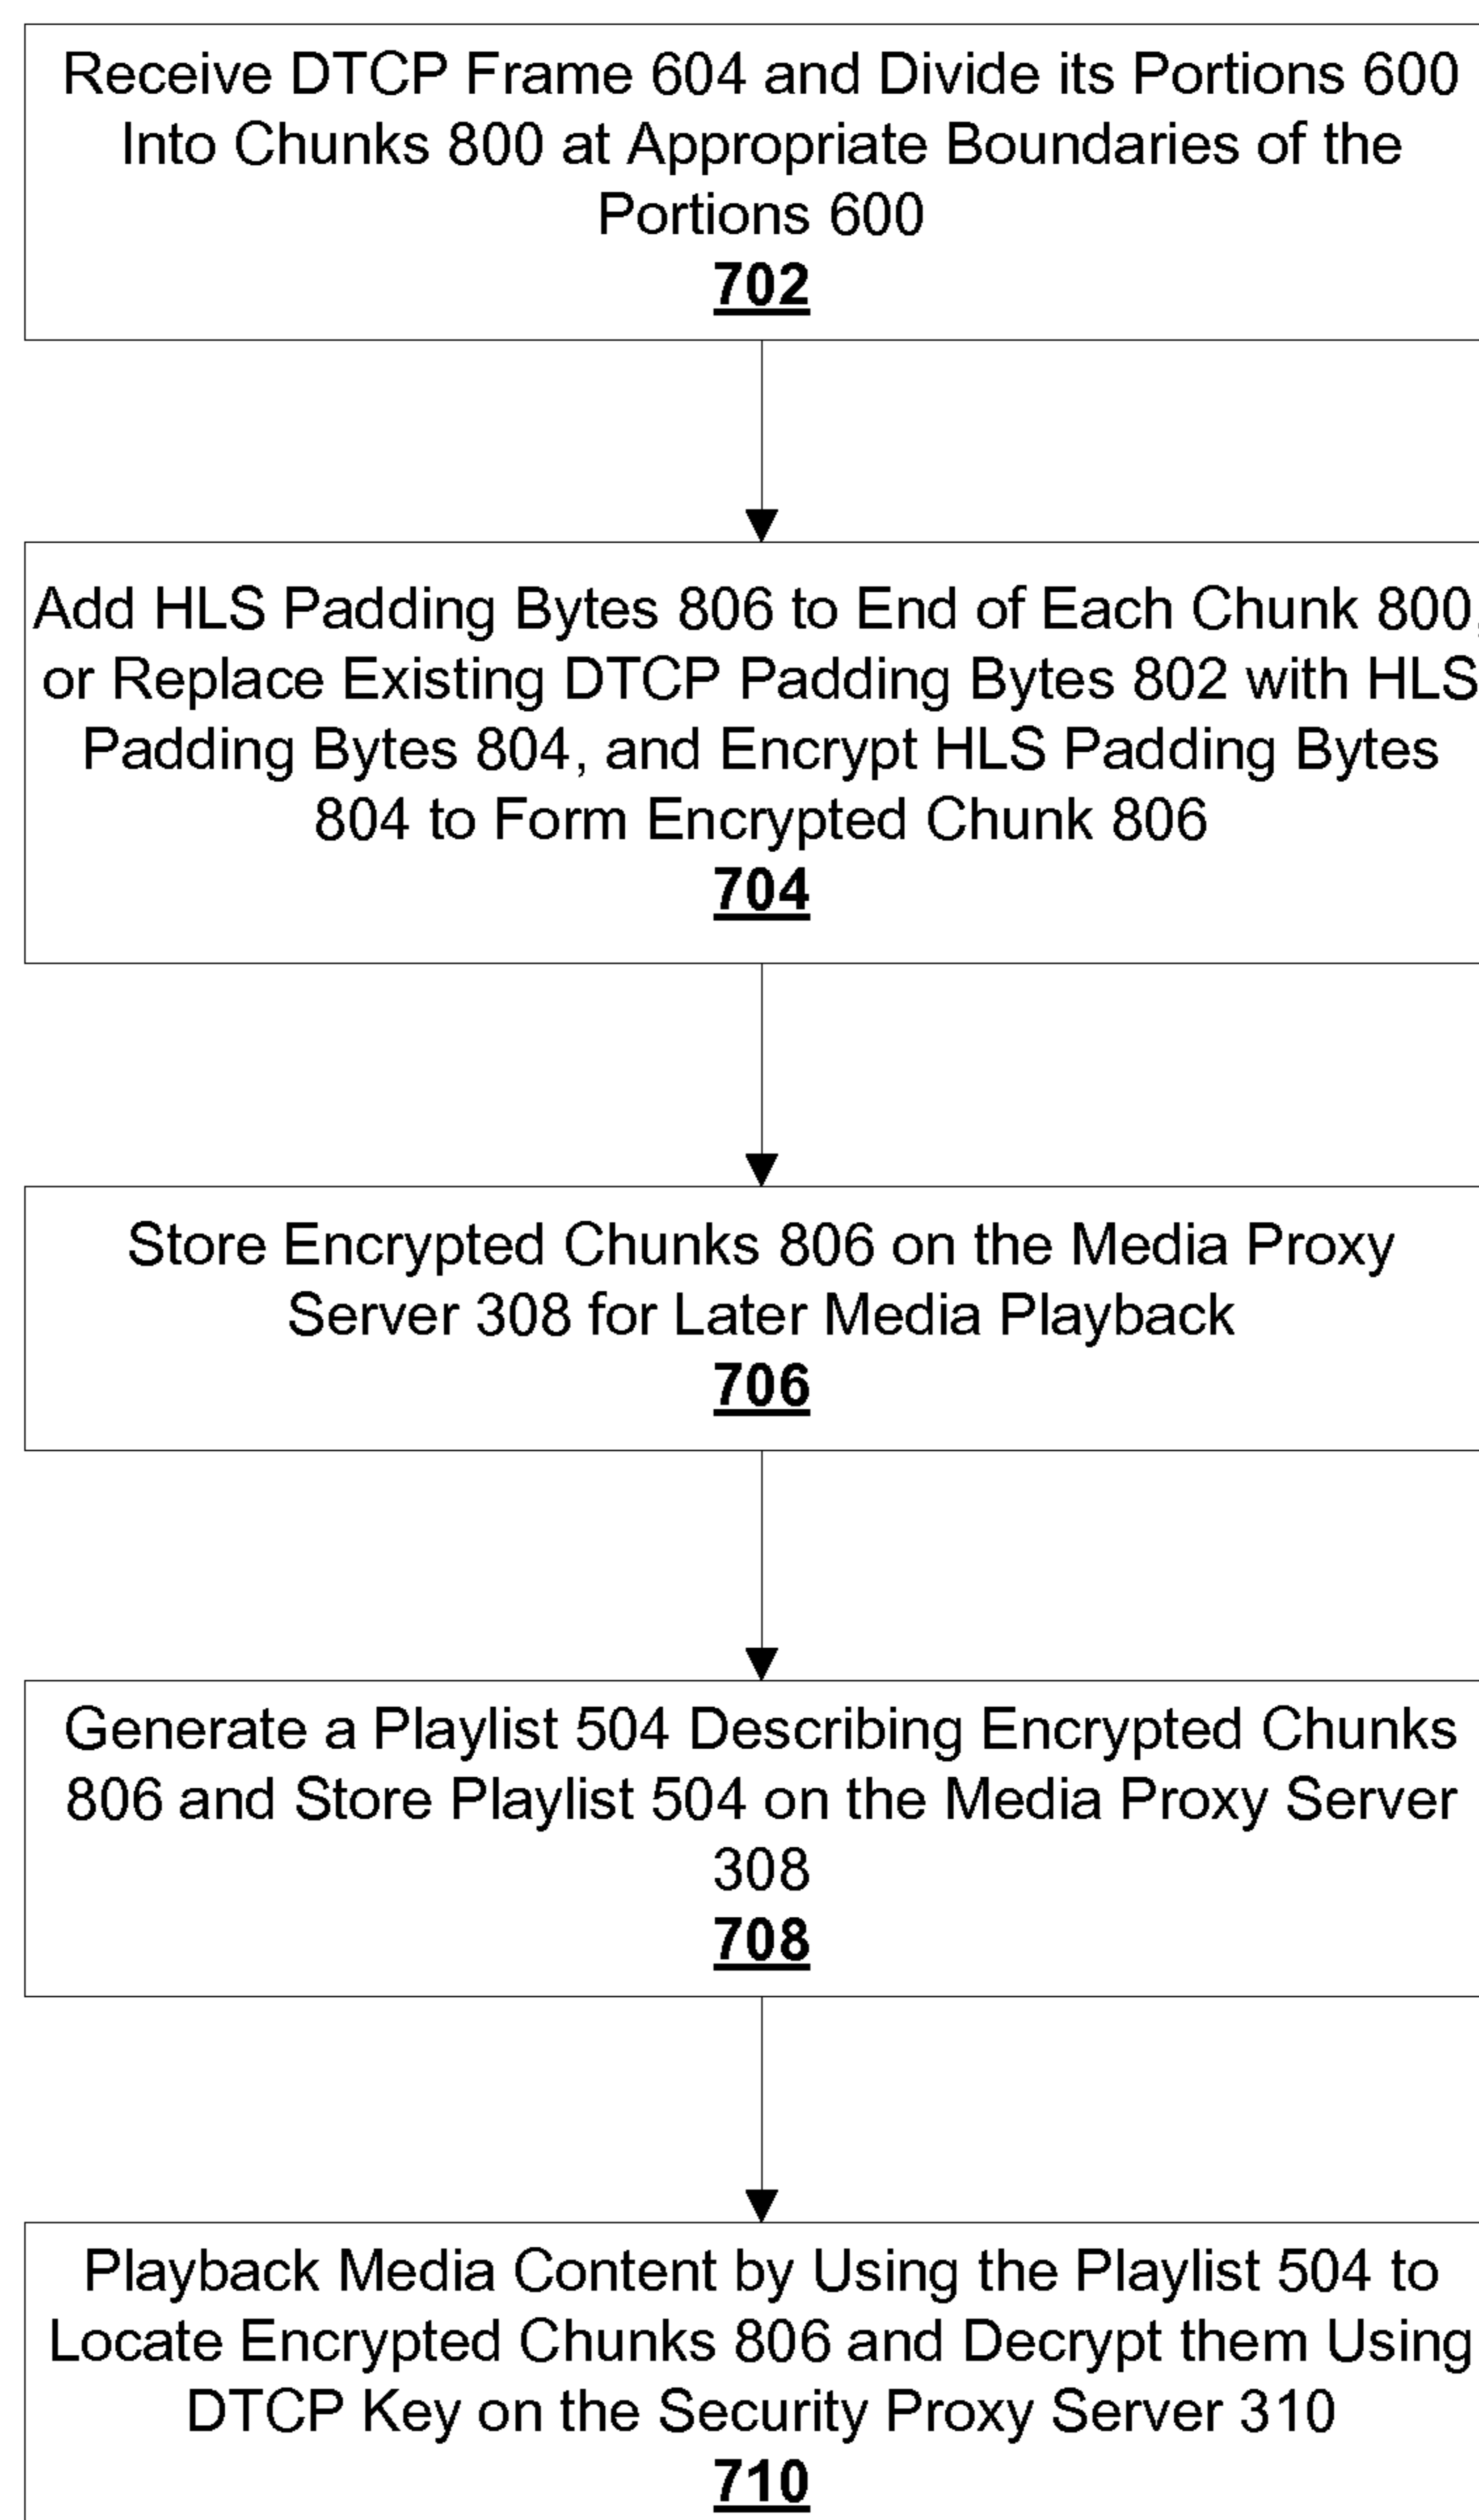 Receive DTCP Frame 604 and Divide its Portions 600
Into Chunks 800 at Appropriate Boundaries of the
Portions 600
702
Add HLS Padding Bytes 806 to End of Each Chunk 800,
or Replace Existing DTCP Padding Bytes 802 with HLS
Padding Bytes 804, and Encrypt HLS Padding Bytes
804 to Form Encrypted Chunk 806
704
Store Encrypted Chunks 806 on the Media Proxy
Server 308 for Later Media Playback
706
Generate a Playlist 504 Describing Encrypted Chunks
806 and Store Playlist 504 on the Media Proxy Server
308
708
Playback Media Content by Using the Playlist 504 to
Locate Encrypted Chunks 806 and Decrypt them Using
DTCP Key on the Security Proxy Server 310
710